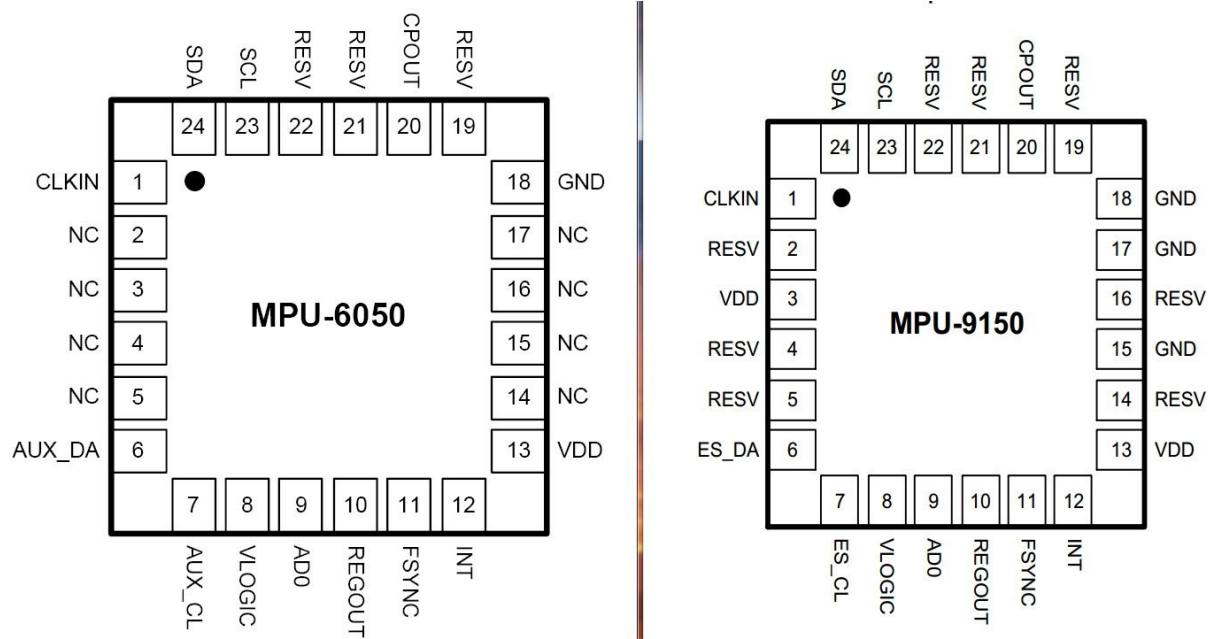 SDA SCL RESV RESV CPOUT RESV
24 23 22 21 20 19
CLKIN 1 18 GND
NC 2 17 NC
NC 3 16 NC
MPU-6050
NC 4 15 NC
NC 5 14 NC
AUX_DA 6 13 VDD
7 8 9 10 11 12
AUX_CL VLOGIC AD0 REGOUT FSYNC INT
SDA SCL RESV RESV CPOUT RESV
24 23 22 21 20 19
CLKIN 1 18 GND
RESV 2 17 GND
VDD 3 16 RESV
MPU-9150
RESV 4 15 GND
RESV 5 14 RESV
ES_DA 6 13 VDD
7 8 9 10 11 12
ES_CL VLOGIC AD0 REGOUT FSYNC INT